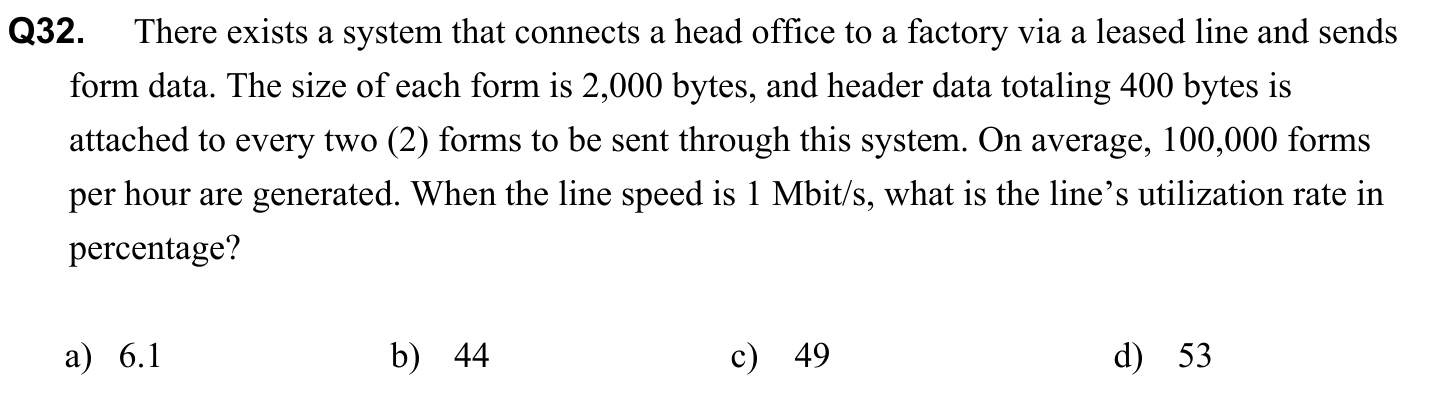 Q32. There exists a system that connects a head office to a factory via a leased line and sends
form data. The size of each form is 2,000 bytes, and header data totaling 400 bytes is
attached to every two (2) forms to be sent through this system. On average, 100,000 forms
per hour are generated. When the line speed is 1 Mbit/s, what is the line’s utilization rate in
percentage?
a) 6.1 b) 44 c) 49 d) 53